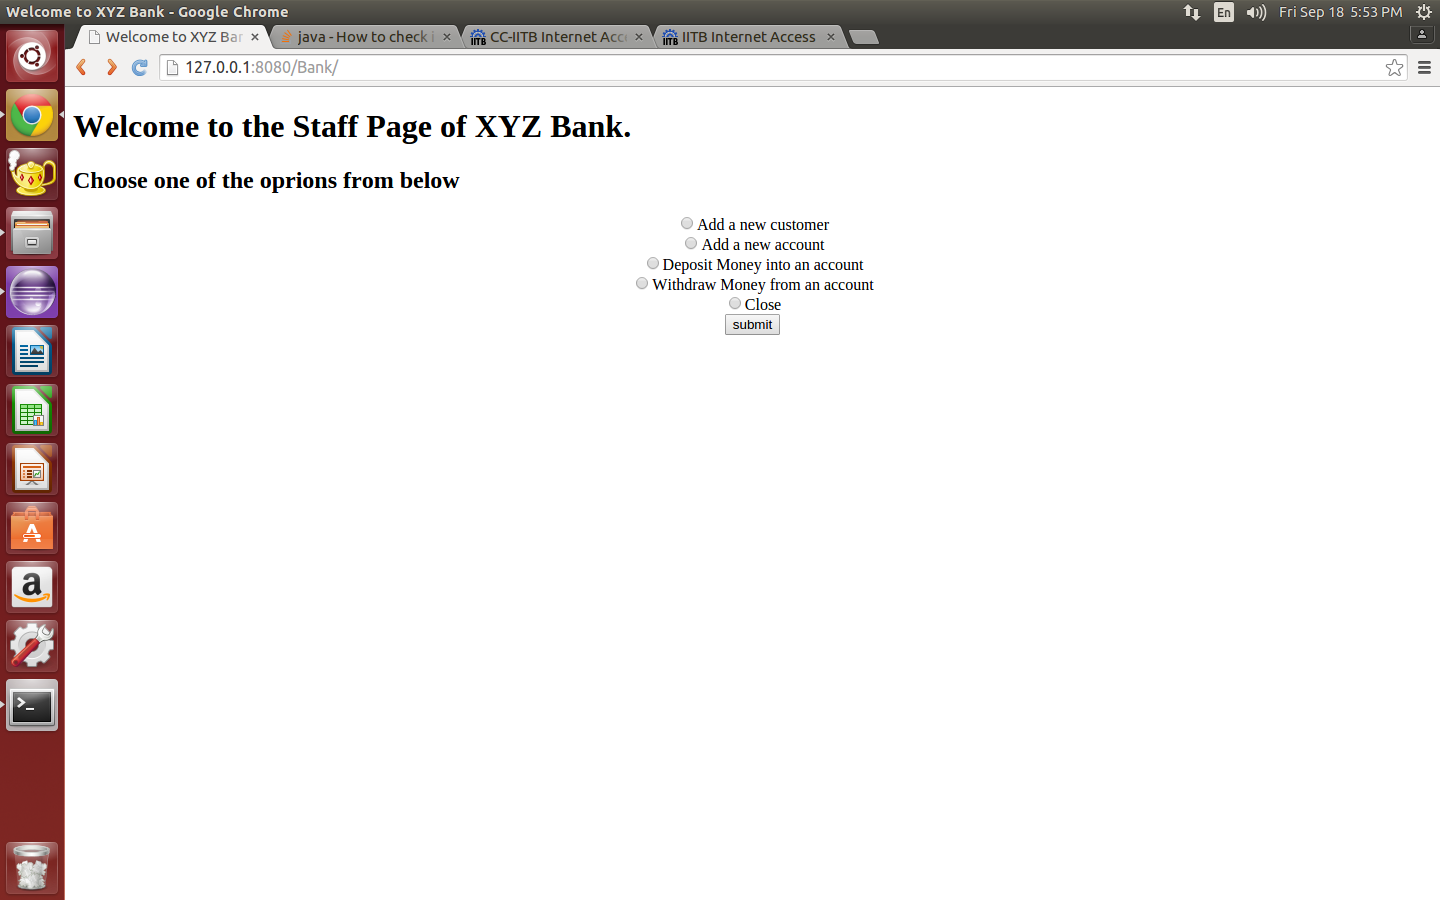 Welcome to XYZ Bank - Google Chrome
En
Fri Sep 18 5:53 PM
Welcome to XYZ Bar
java - How to check i
CC-IITB Internet Acc
IITB Internet Access
127.0.0.1:8080/Bank/
Welcome to the Staff Page of XYZ Bank.
Choose one of the oprions from below
Add a new customer
Add a new account
Deposit Money into an account
Withdraw Money from an account
Close
submit